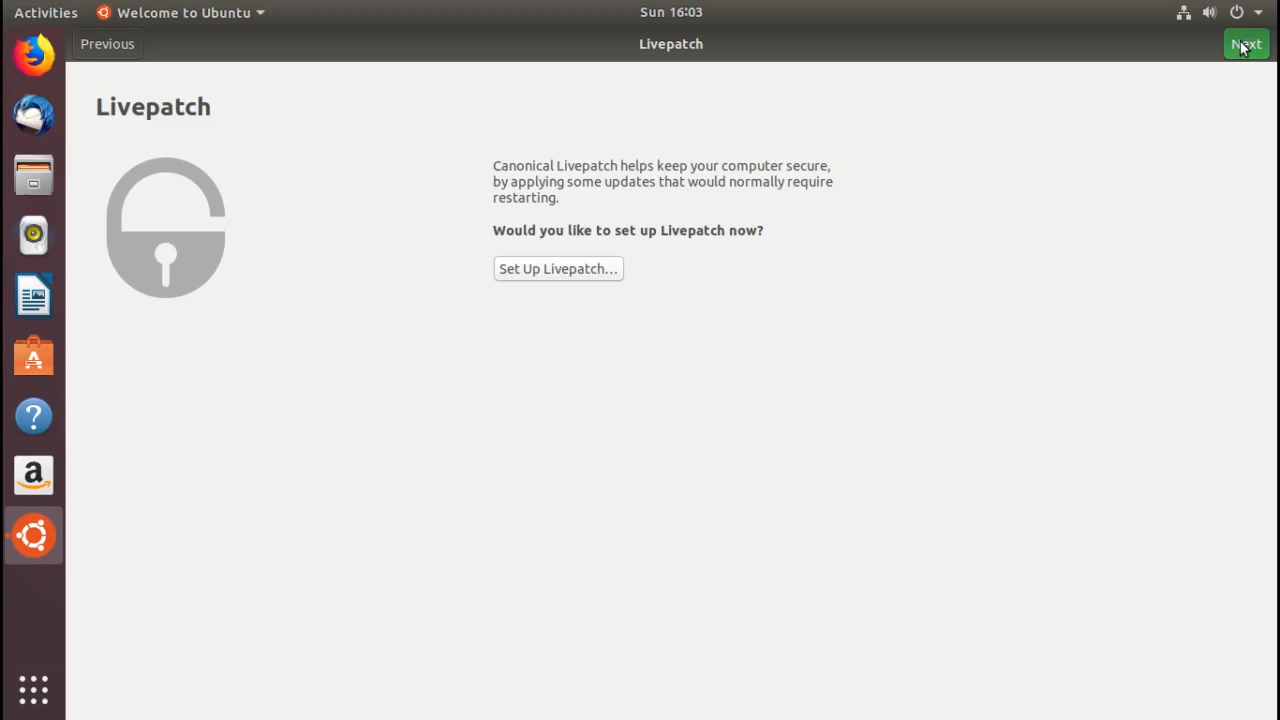 Activities Welcome to Ubuntu Sun 16:03
Previous Livepatch Next
Livepatch
Canonical Livepatch helps keep your computer secure,
by applying some updates that would normally require
restarting.
Would you like to set up Livepatch now?
Set Up Livepatch...